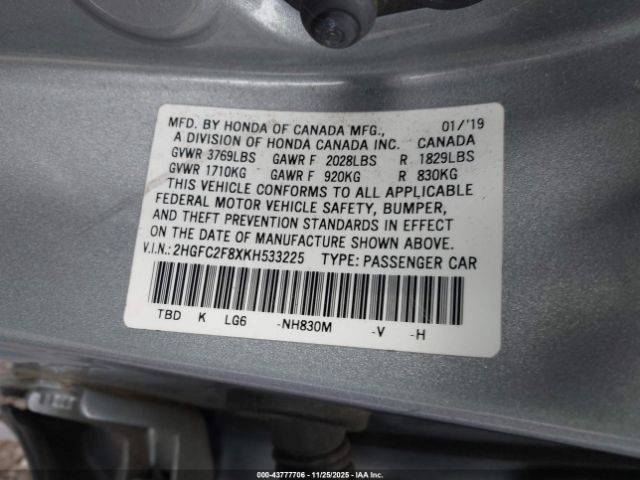 MFD. BY HONDA OF CANADA MFG., 01/'19
A DIVISION OF HONDA CANADA INC. CANADA
GVWR 3769LBS GAWR F 2028LBS R 1829LBS
GVWR 1710KG GAWR F 920KG R 830KG
THIS VEHICLE CONFORMS TO ALL APPLICABLE
FEDERAL MOTOR VEHICLE SAFETY, BUMPER,
AND THEFT PREVENTION STANDARDS IN EFFECT
ON THE DATE OF MANUFACTURE SHOWN ABOVE.
V.I.N.:2HGFC2F8XKH533225 TYPE: PASSENGER CAR
TBD K LG6 -NH830M -V -H
000-43777706 - 11/25/2025 - IAA Inc.